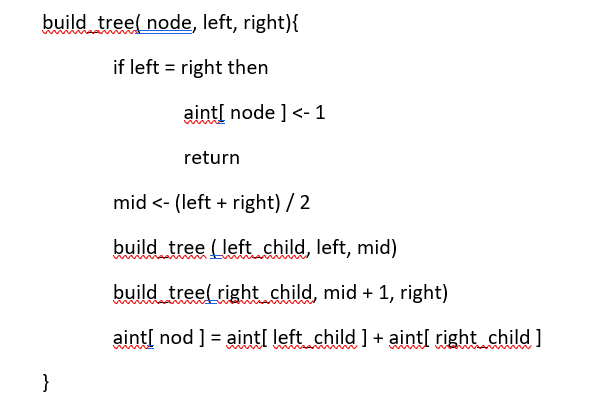 build_tree( node, left, right){
if left = right then
aint[ node ] <- 1
return
mid <- (left + right) / 2
build_tree ( left_child, left, mid)
build_tree( right_child, mid + 1, right)
aint[ nod ] = aint[ left_child ] + aint[ right_child ]
}